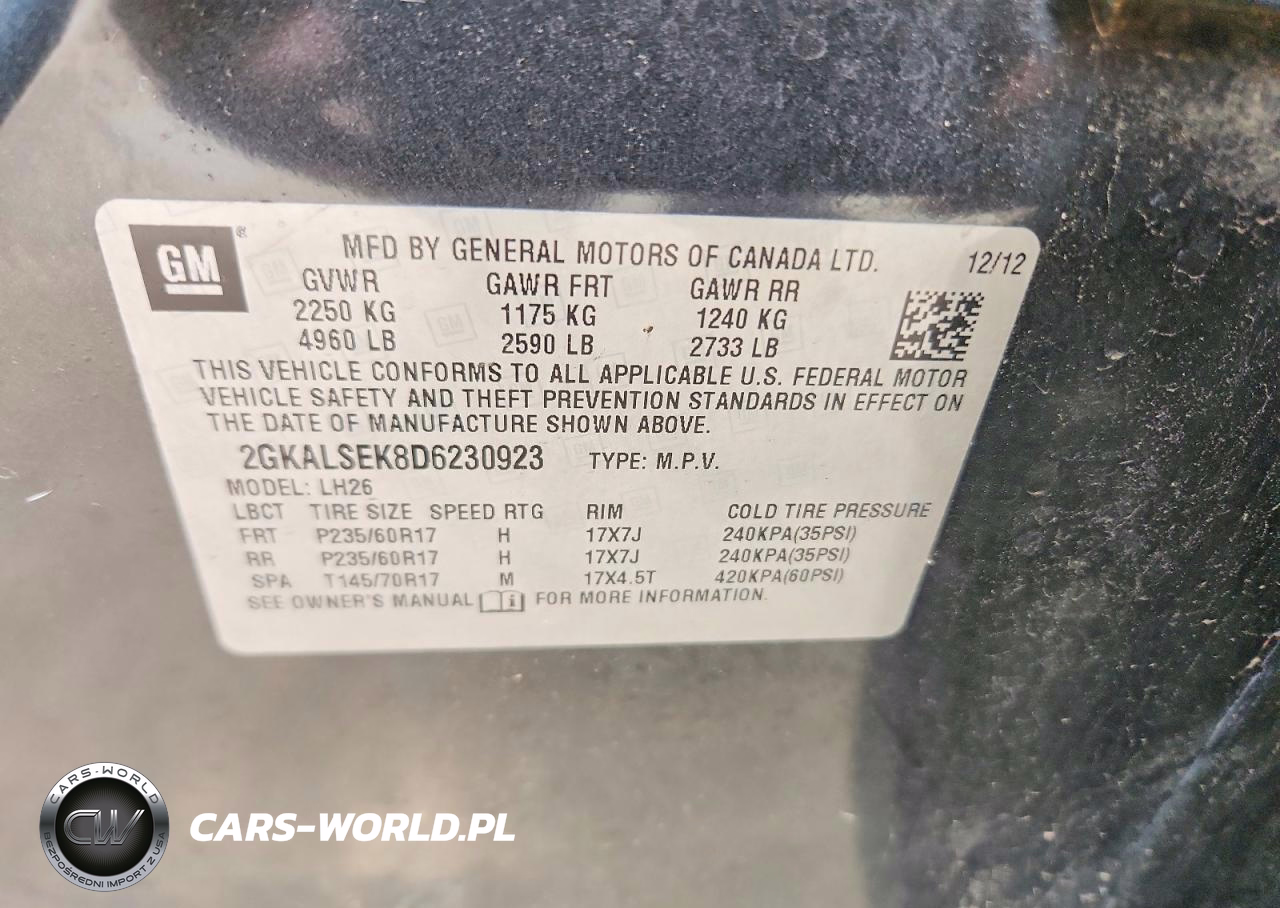 GM®
MFD BY GENERAL MOTORS OF CANADA LTD. 12/12
GVWR GAWR FRT GAWR RR
2250 KG 1175 KG 1240 KG
4960 LB 2590 LB 2733 LB
THIS VEHICLE CONFORMS TO ALL APPLICABLE U.S. FEDERAL MOTOR
VEHICLE SAFETY AND THEFT PREVENTION STANDARDS IN EFFECT ON
THE DATE OF MANUFACTURE SHOWN ABOVE.
2GKALSEK8D6230923 TYPE: M.P.V.
MODEL: LH26
LBCT TIRE SIZE SPEED RTG RIM COLD TIRE PRESSURE
FRT P235/60R17 H 17X7J 240KPA(35PSI)
RR P235/60R17 H 17X7J 240KPA(35PSI)
SPA T145/70R17 M 17X4.5T 420KPA(60PSI)
SEE OWNER'S MANUAL i FOR MORE INFORMATION.
CARS-WORLD
CW
BEZPOŚREDNI IMPORT Z USA
CARS-WORLD.PL